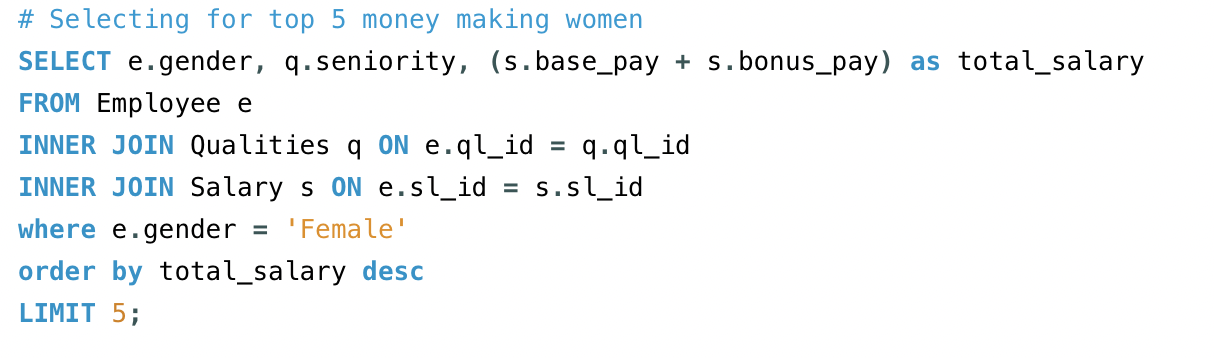 # Selecting for top 5 money making women
SELECT e.gender, q.seniority, (s.base_pay + s.bonus_pay) as total_salary
FROM Employee e
INNER JOIN Qualities q ON e.ql_id = q.ql_id
INNER JOIN Salary s ON e.sl_id = s.sl_id
where e.gender = 'Female'
order by total_salary desc
LIMIT 5;